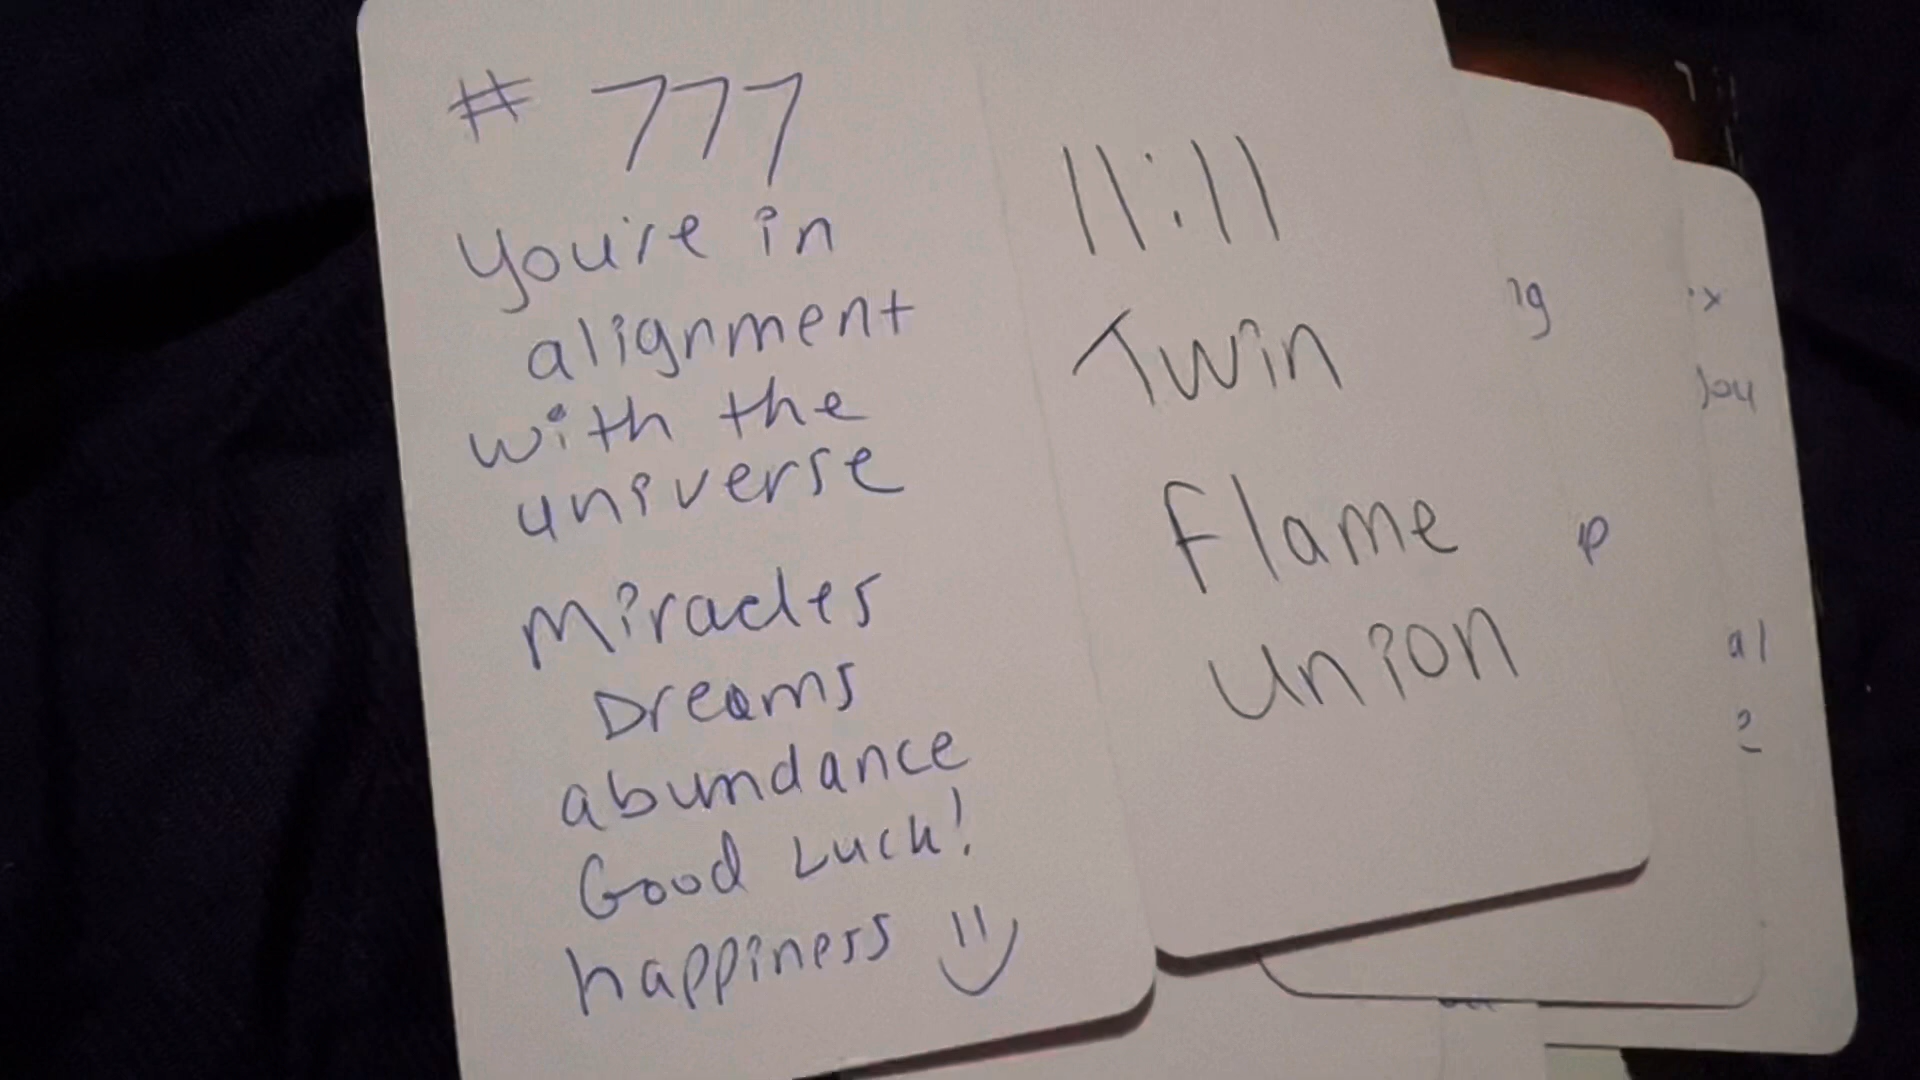 # 777
You're in
alignment
with the
universe
Miracles
Dreams
abundance
Good Luck!
happiness
11:11
Twin
Flame
Union